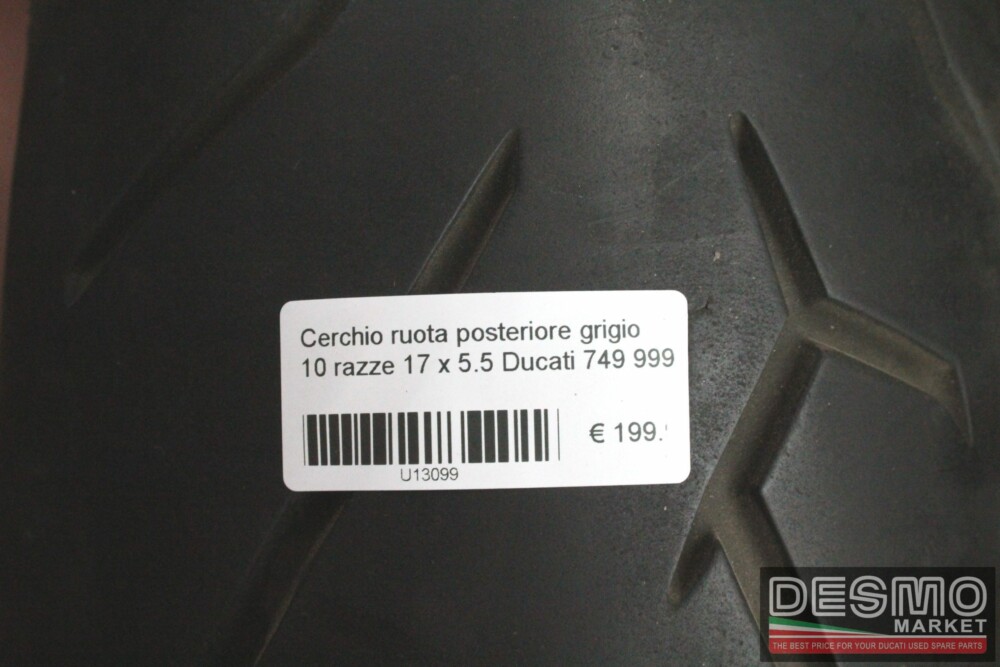 Cerchio ruota posteriore grigio
10 razze 17 x 5.5 Ducati 749 999
€ 199.
U13099
DESMO
MARKET
THE BEST PRICE FOR YOUR DUCATI USED SPARE PARTS